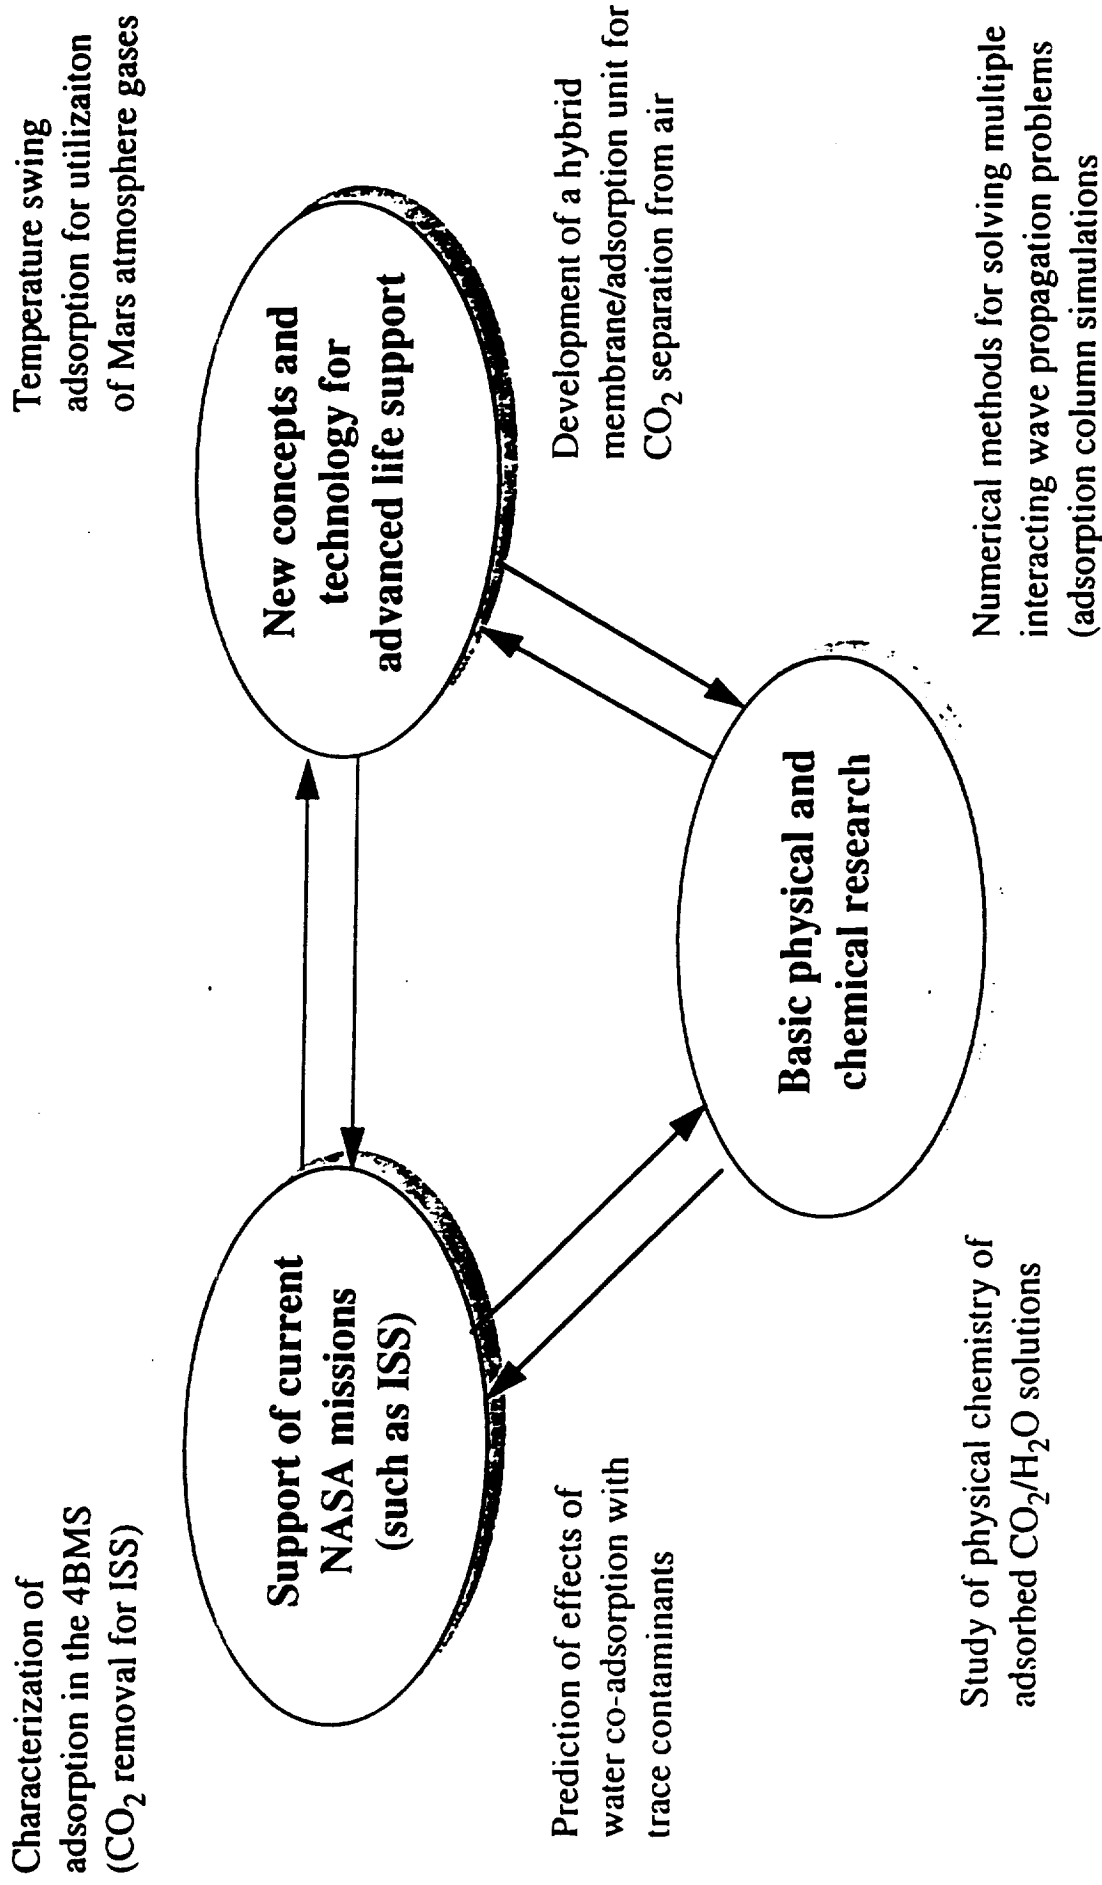 Characterization of
adsorption in the 4BMS
(CO2 removal for ISS)
Temperature swing
adsorption for utilizaiton
of Mars atmosphere gases
Support of current
NASA missions
(such as ISS)
New concepts and
technology for
advanced life support
Prediction of effects of
water co-adsorption with
trace contaminants
Development of a hybrid
membrane/adsorption unit for
CO2 separation from air
Basic physical and
chemical research
Study of physical chemistry of
adsorbed CO2/H2O solutions
Numerical methods for solving multiple
interacting wave propagation problems
(adsorption column simulations